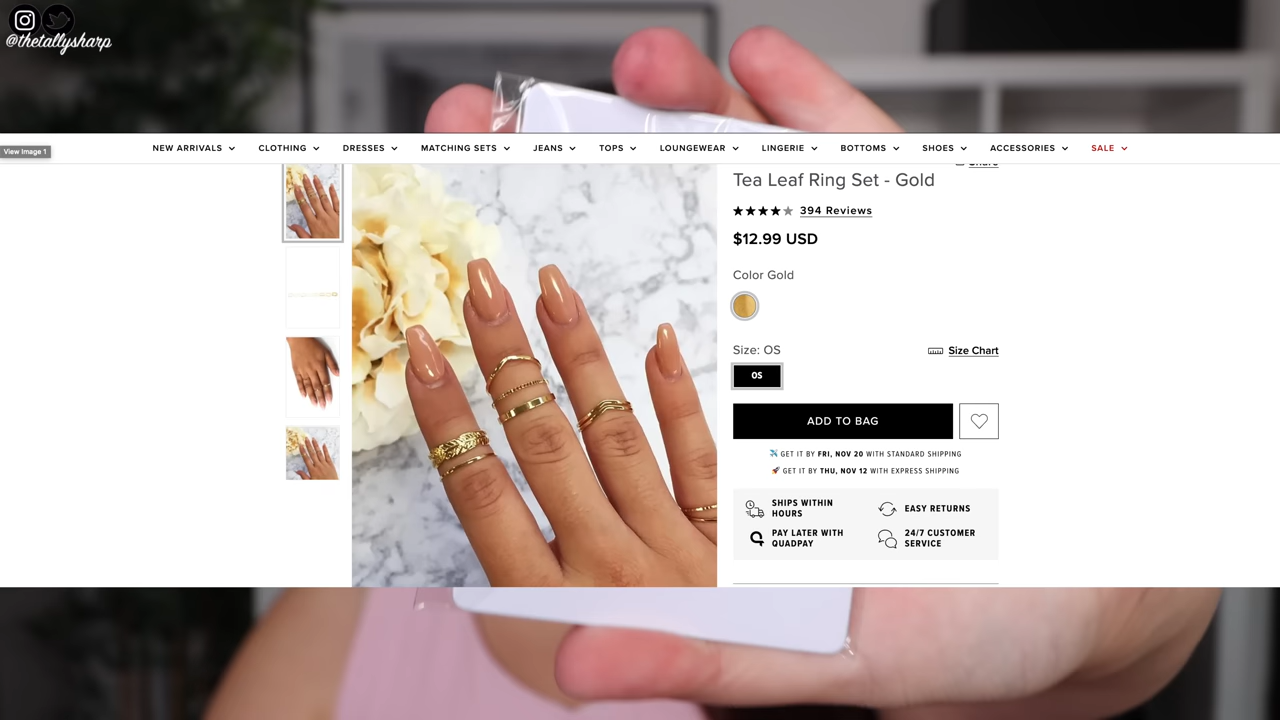 @thetallysharp
NEW ARRIVALS
CLOTHING
DRESSES
MATCHING SETS
JEANS
TOPS
LOUNGEWEAR
LINGERIE
BOTTOMS
SHOES
ACCESSORIES
SALE
View Image 1
Share
Tea Leaf Ring Set - Gold
394 Reviews
$12.99 USD
Color Gold
Size: OS
Size Chart
OS
ADD TO BAG
GET IT BY FRI, NOV 20 WITH STANDARD SHIPPING
GET IT BY THU, NOV 12 WITH EXPRESS SHIPPING
SHIPS WITHIN
HOURS
EASY RETURNS
PAY LATER WITH
QUADPAY
24/7 CUSTOMER
SERVICE